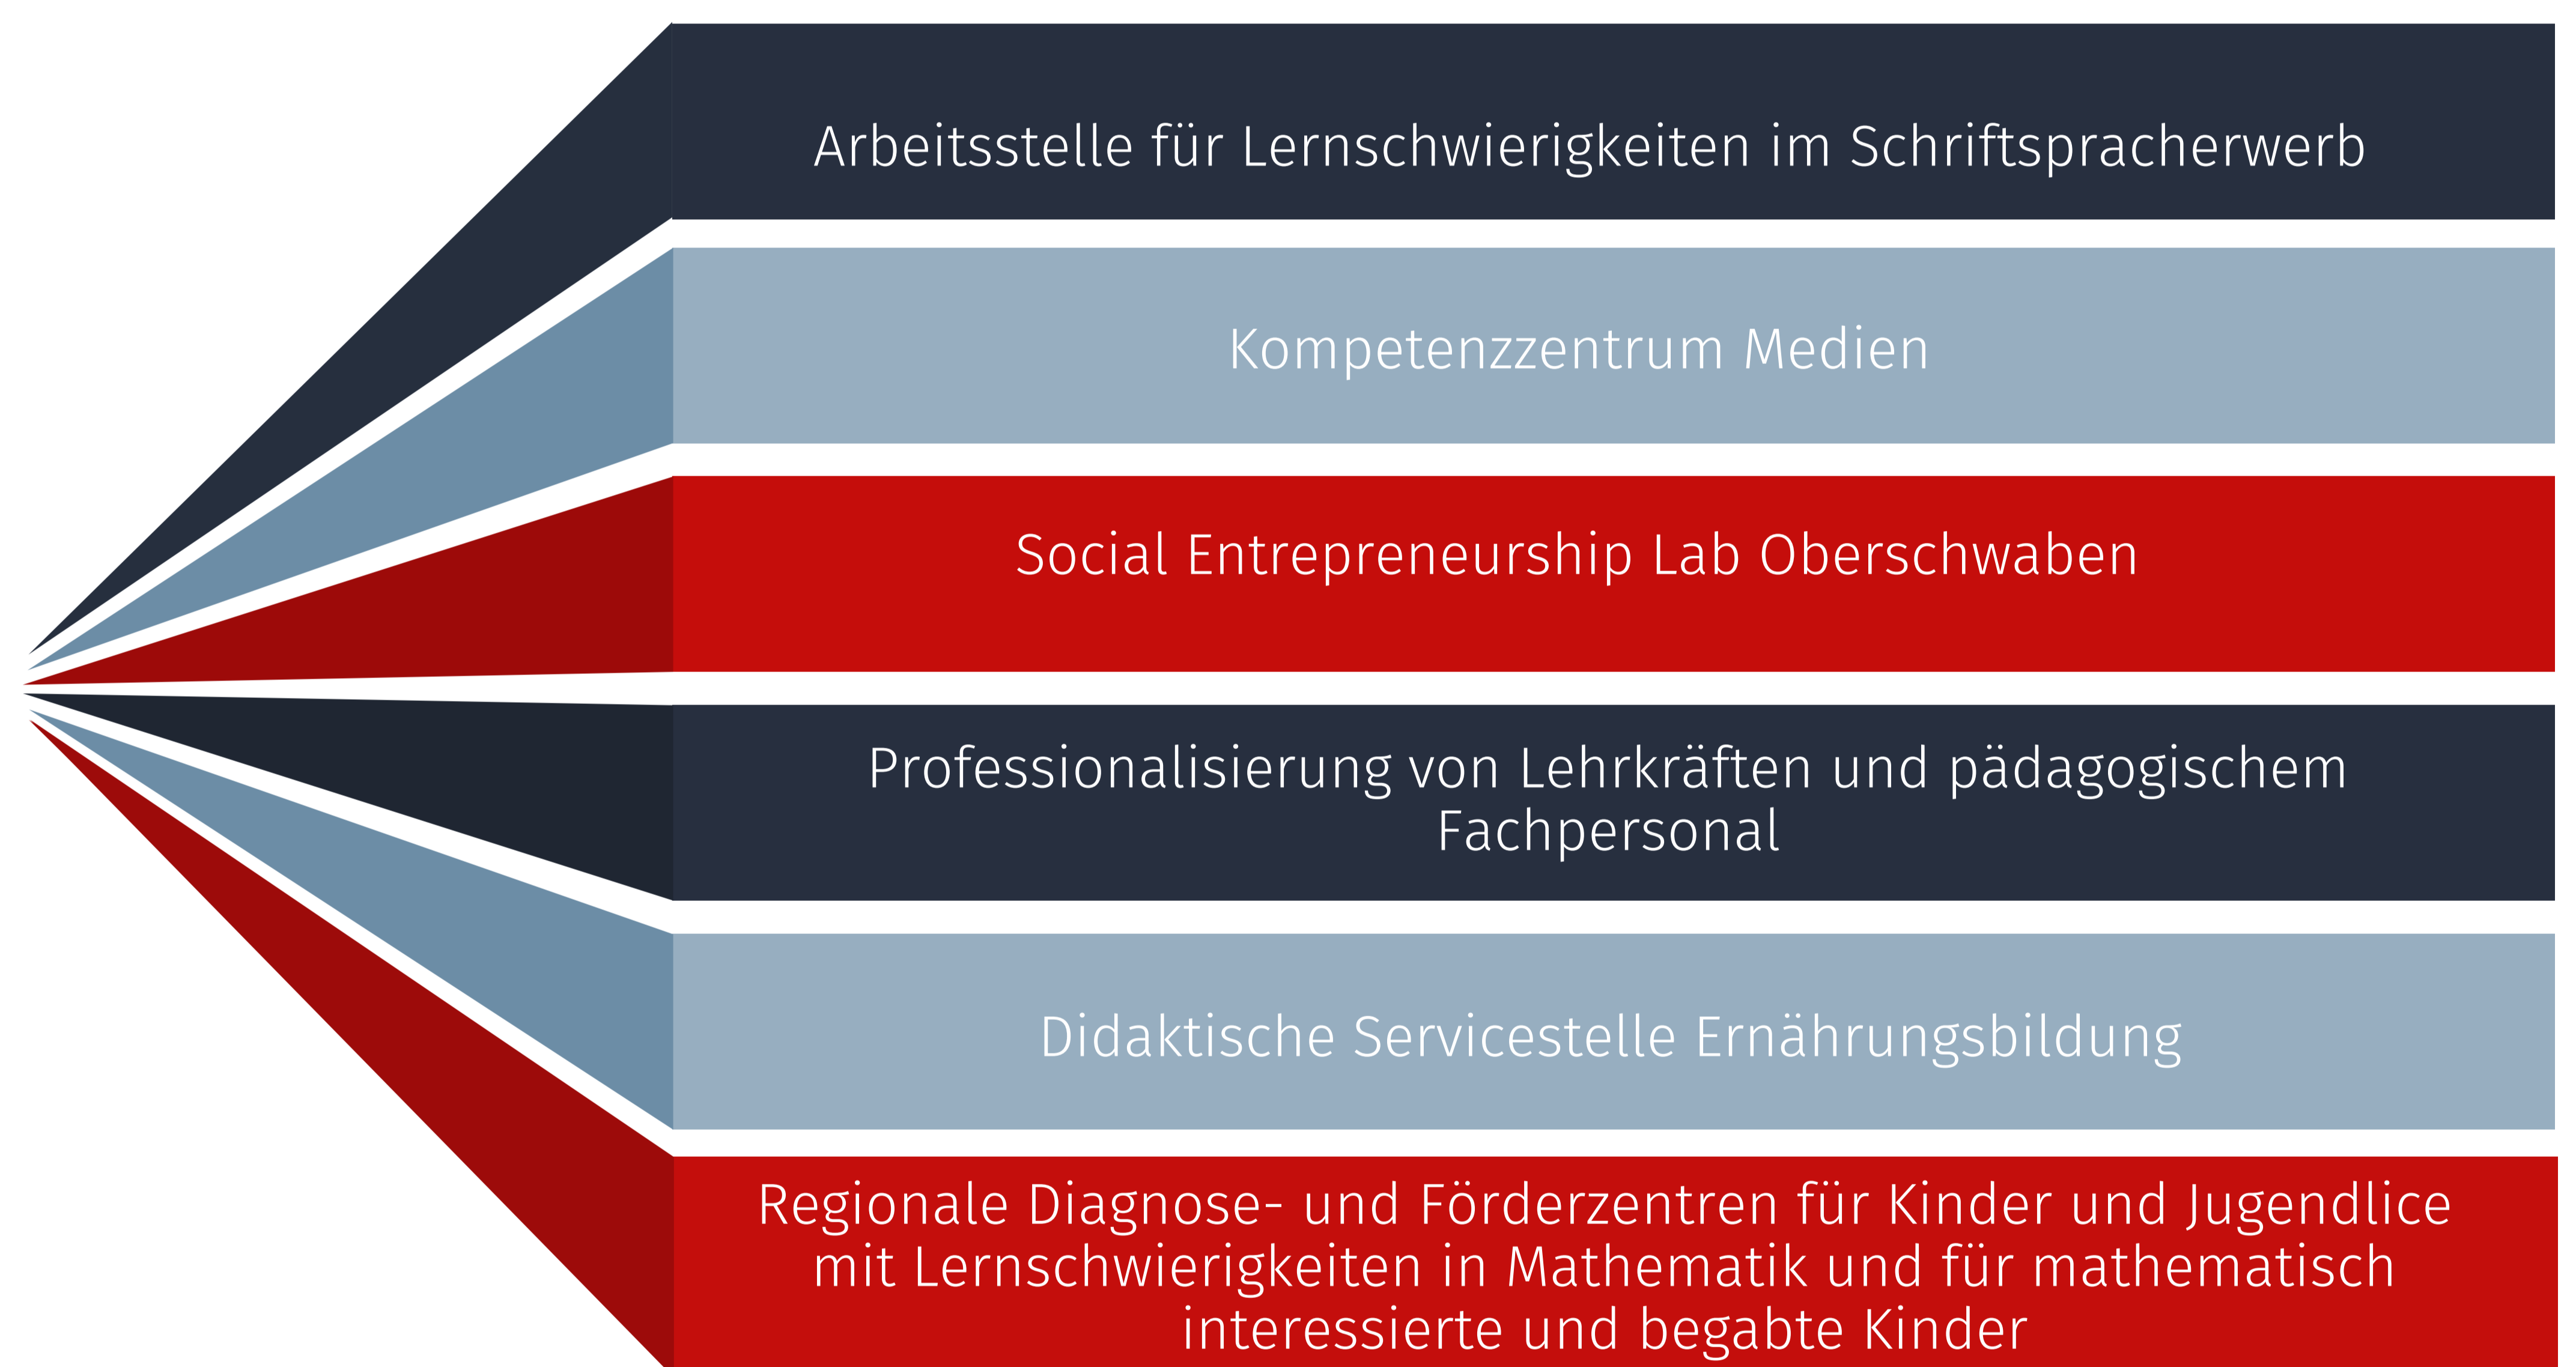 Arbeitsstelle für Lernschwierigkeiten im Schriftspracherwerb
Kompetenzzentrum Medien
Social Entrepreneurship Lab Oberschwaben
Professionalisierung von Lehrkräften und pädagogischem
Fachpersonal
Didaktische Servicestelle Ernährungsbildung
Regionale Diagnose- und Förderzentren für Kinder und Jugendlice
mit Lernschwierigkeiten in Mathematik und für mathematisch
interessierte und begabte Kinder